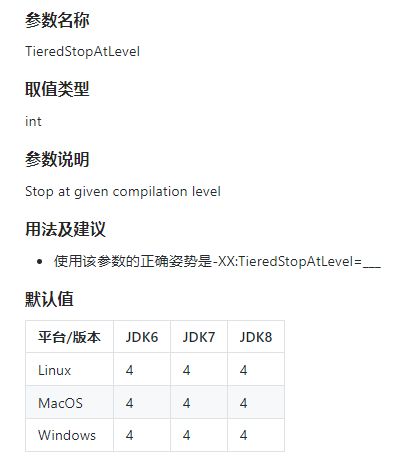 参数名称
TieredStopAtLevel
取值类型
int
参数说明
Stop at given compilation level
用法及建议
• 使用该参数的正确姿势是-XX:TieredStopAtLevel=___
默认值
平台/版本 JDK6 JDK7 JDK8
Linux 4 4 4
MacOS 4 4 4
Windows 4 4 4